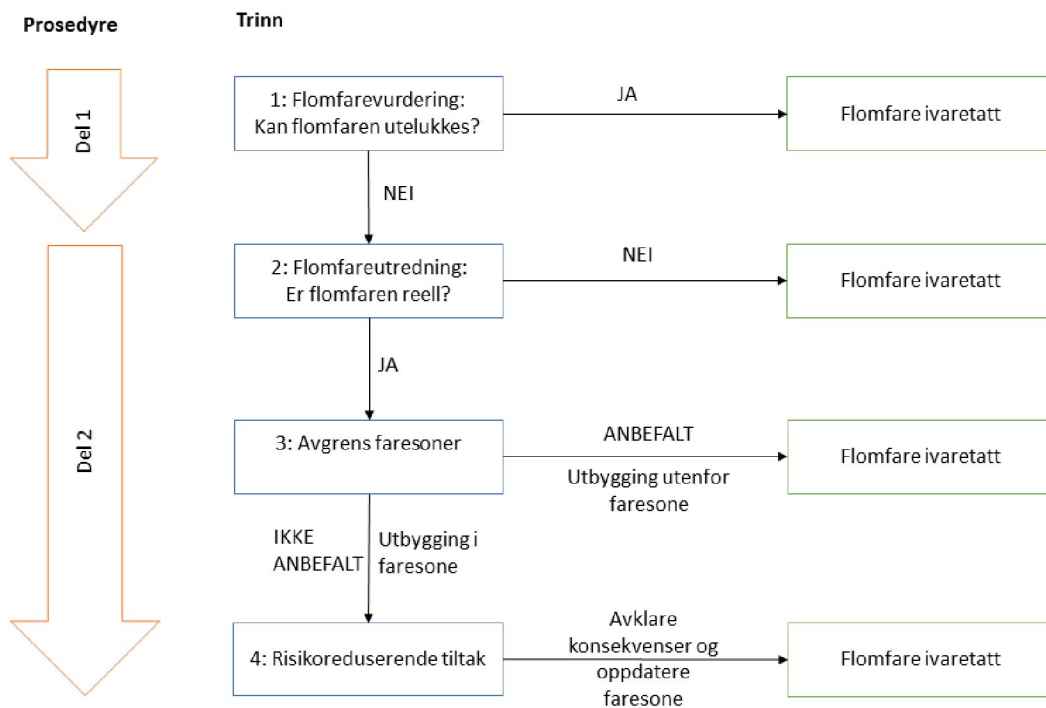 Prosedyre
Trinn
Del 1
1: Flomfarevurdering:
Kan flomfaren utelukkes?
JA
Flomfare ivaretatt
NEI
Del 2
2: Flomfareutredning:
Er flomfaren reell?
NEI
Flomfare ivaretatt
JA
3: Avgrens faresoner
ANBEFALT
Utbygging utenfor
faresone
Flomfare ivaretatt
IKKE
ANBEFALT
Utbygging i
faresone
4: Risikoreduserende tiltak
Avklare
konsekvenser og
oppdatere
faresone
Flomfare ivaretatt